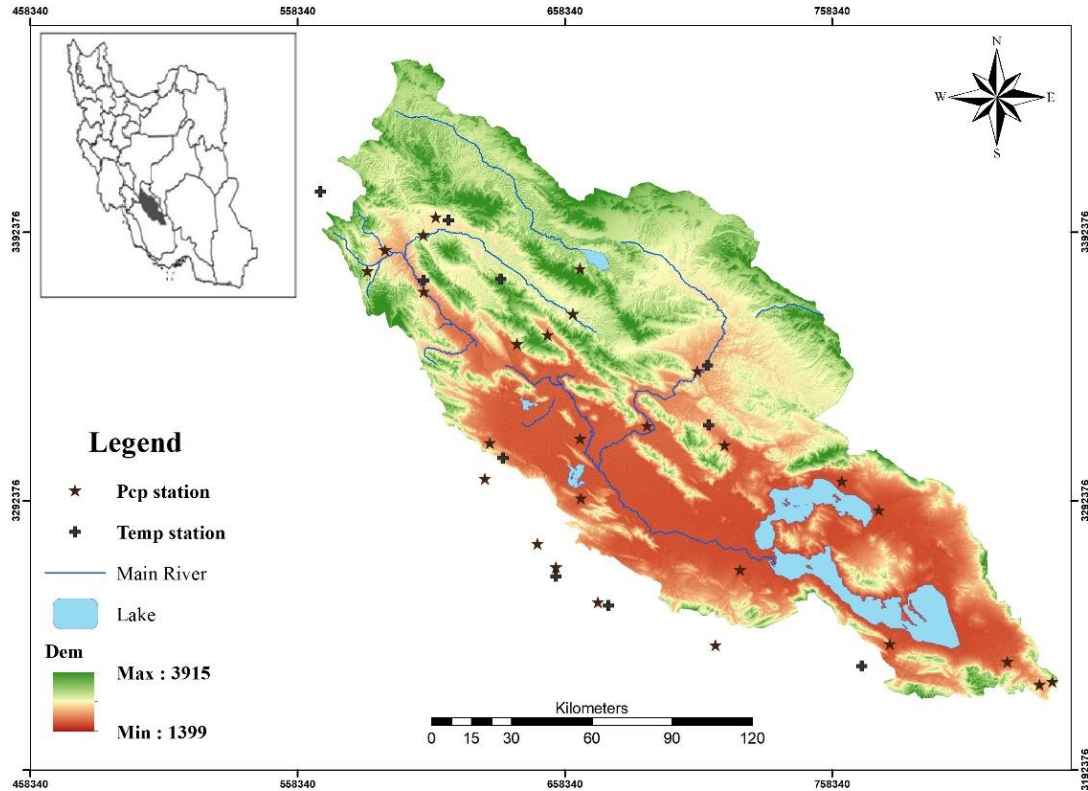 458340 558340 658340 758340
N
W E
S
3392376 3392376
3292376 3292376
3192376
Legend
Pcp station
Temp station
Main River
Lake
Dem
Max : 3915
Min : 1399
Kilometers
0 15 30 60 90 120
458340 558340 658340 758340